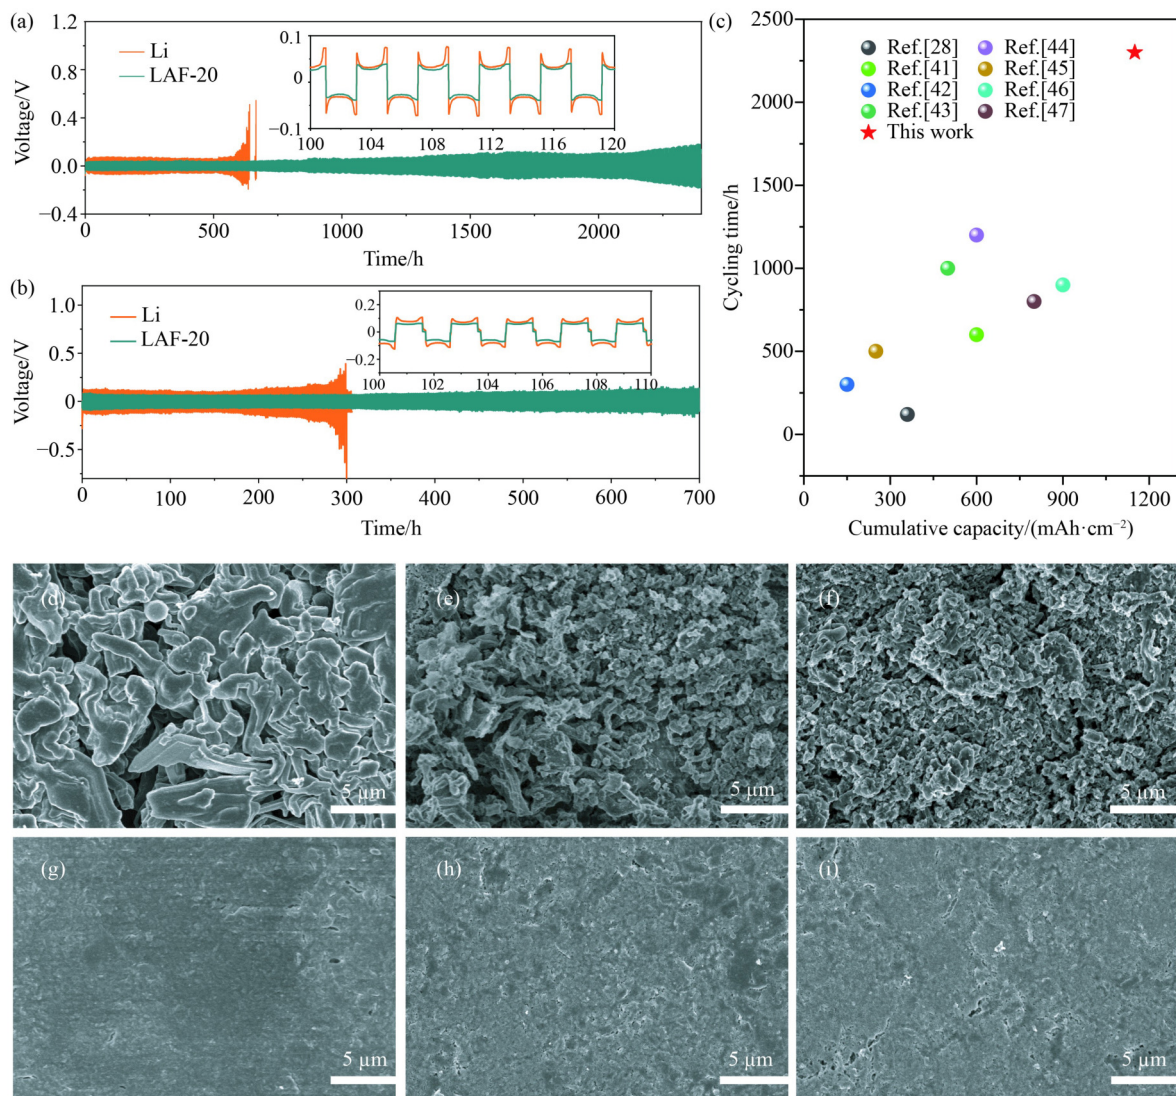 (a)
1.2
0.8
0.4
0.0
−0.4
Voltage/V
Li
LAF-20
0.1
0
−0.1
100
104
108
112
116
120
0
500
1000
1500
2000
Time/h
(b)
1.0
0.5
0
−0.5
Voltage/V
Li
LAF-20
0.2
0
−0.2
100
102
104
106
108
110
0
100
200
300
400
500
600
700
Time/h
(c)
2500
2000
1500
1000
500
0
Cycling time/h
Ref.[28]
Ref.[44]
Ref.[41]
Ref.[45]
Ref.[42]
Ref.[46]
Ref.[43]
Ref.[47]
This work
0
300
600
900
1200
Cumulative capacity/(mAh·cm⁻²)
(d)
5 μm
(e)
5 μm
(f)
5 μm
(g)
5 μm
(h)
5 μm
(i)
5 μm